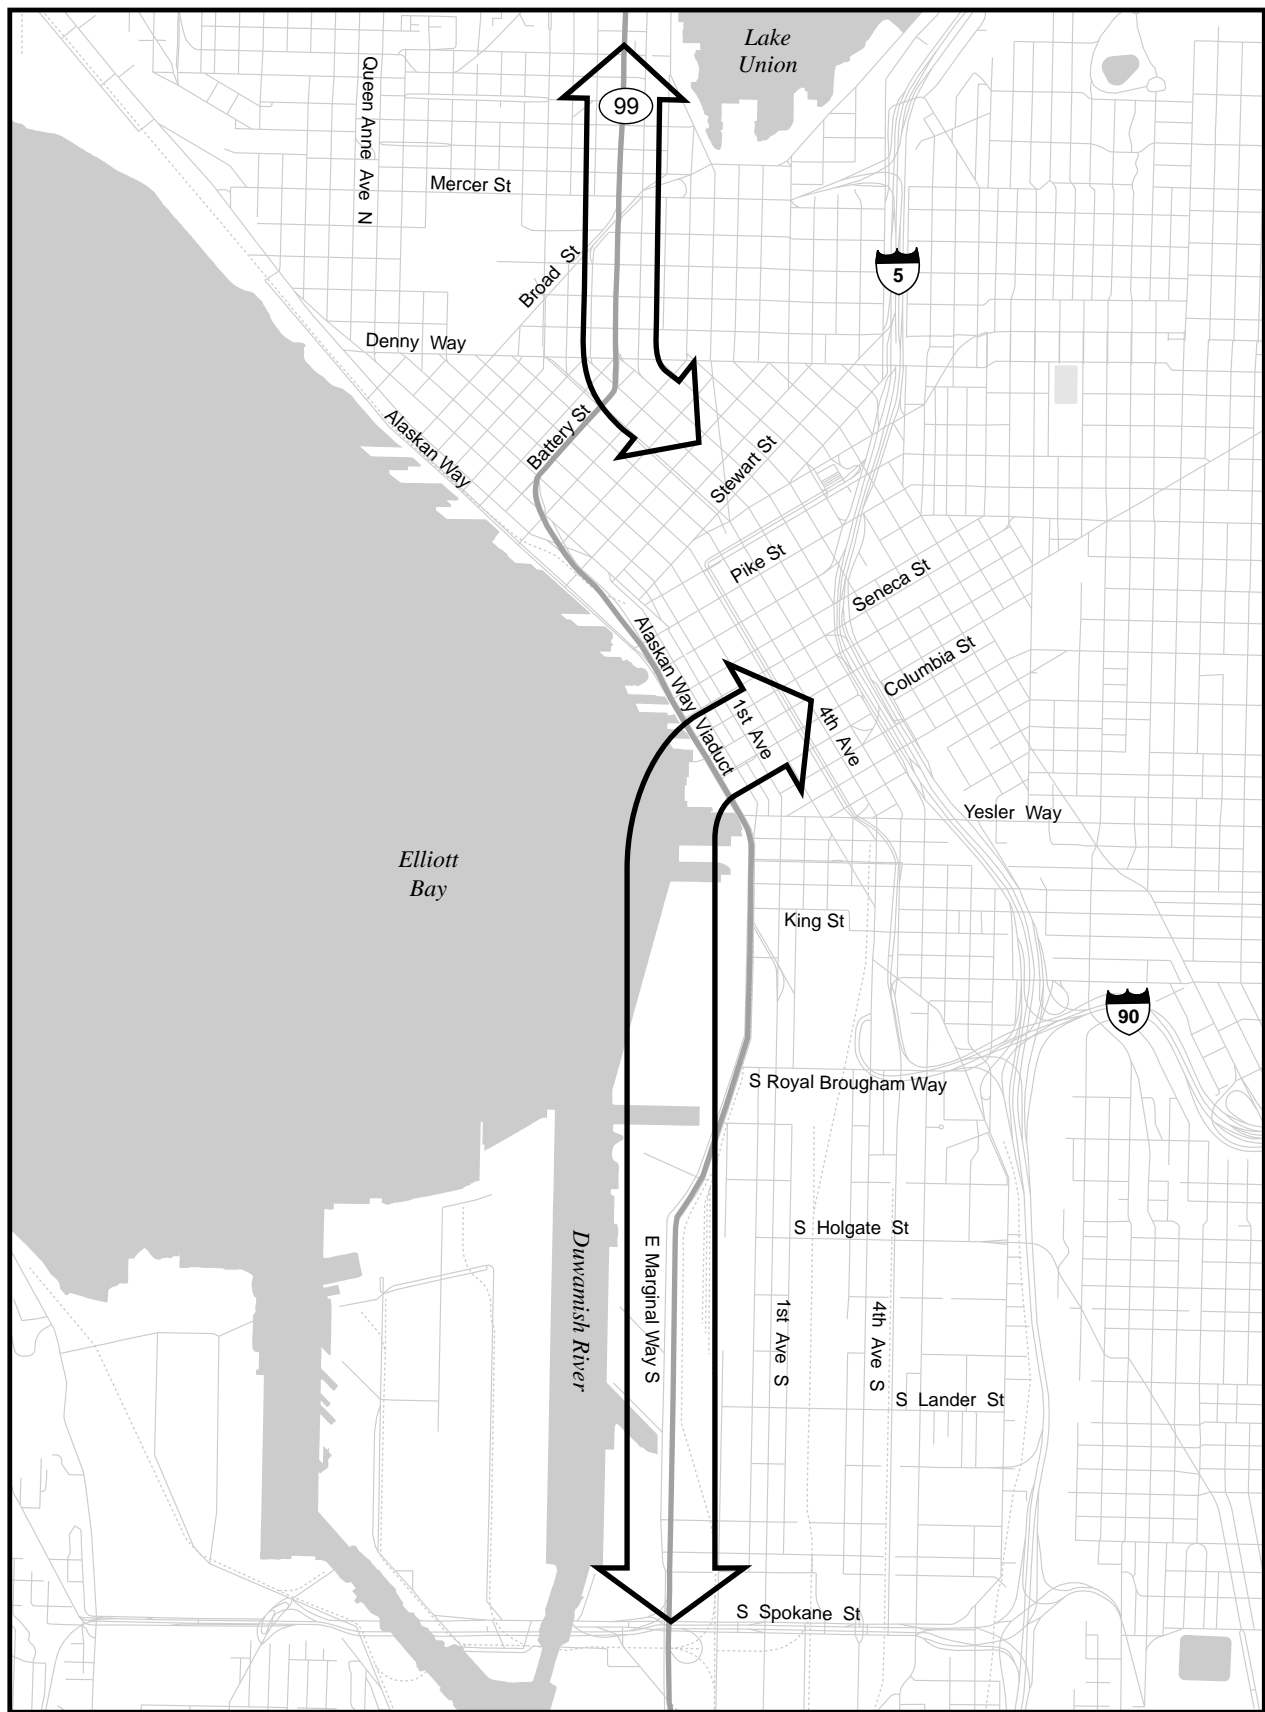 Lake
Union
Queen Anne Ave N
99
Mercer St
Broad St
5
Denny Way
Alaskan Way
Battery St
Stewart St
Pike St
Seneca St
Alaskan Way Viaduct
Columbia St
1st Ave
4th Ave
Yesler Way
Elliott
Bay
King St
90
S Royal Brougham Way
S Holgate St
Duwamish River
E Marginal Way S
1st Ave S
4th Ave S
S Lander St
S Spokane St